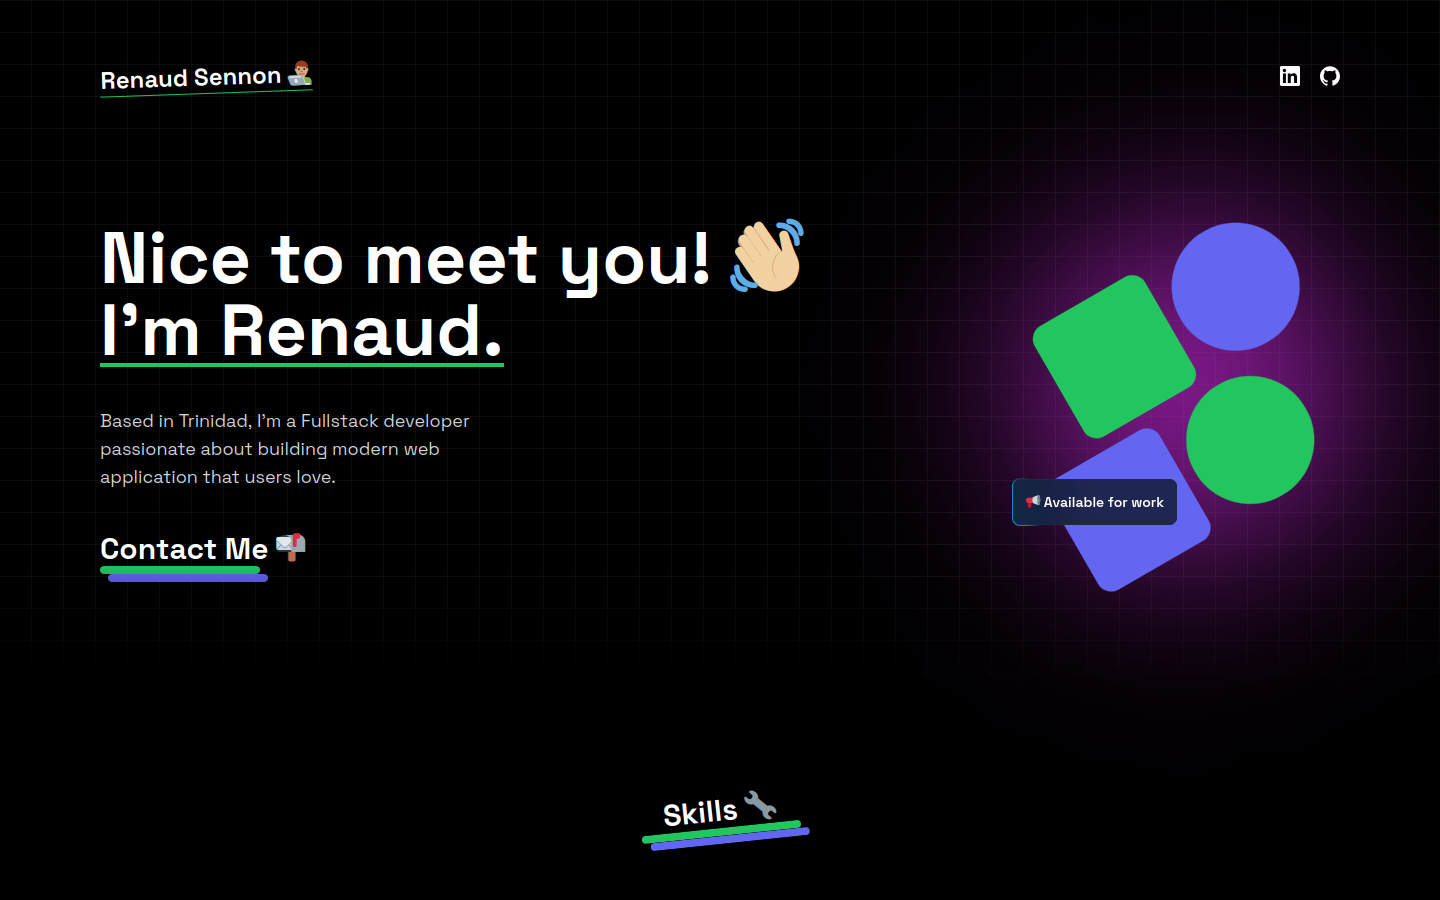 Renaud Sennon
Nice to meet you!
I'm Renaud.
Based in Trinidad, I'm a Fullstack developer
passionate about building modern web
application that users love.
Contact Me
Available for work
Skills